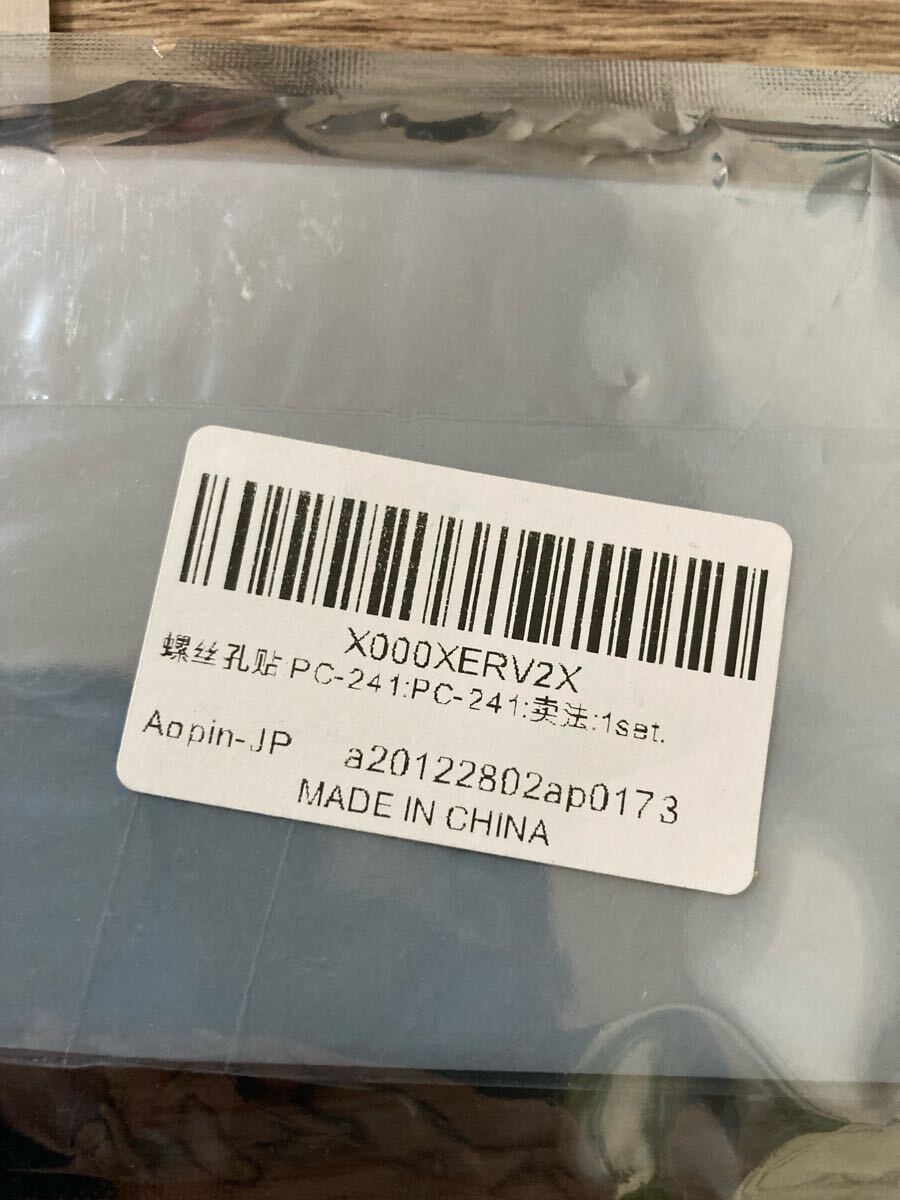 X000XERV2X
螺丝孔贴:PC-241:PC-241:卖法:1set.
Aopin-JP a20122802ap0173
MADE IN CHINA